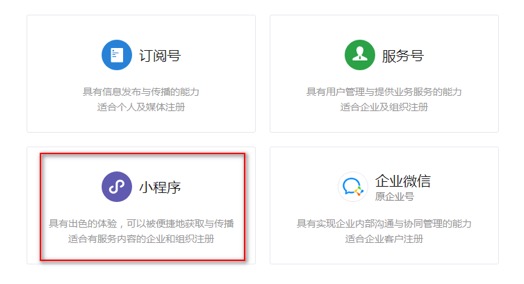 订阅号
具有信息发布与传播的能力
适合个人及媒体注册
服务号
具有用户管理与提供业务服务的能力
适合企业及组织注册
小程序
具有出色的体验，可以被便捷地获取与传播
适合有服务内容的企业和组织注册
企业微信
原企业号
具有实现企业内部沟通与协同管理的能力
适合企业客户注册